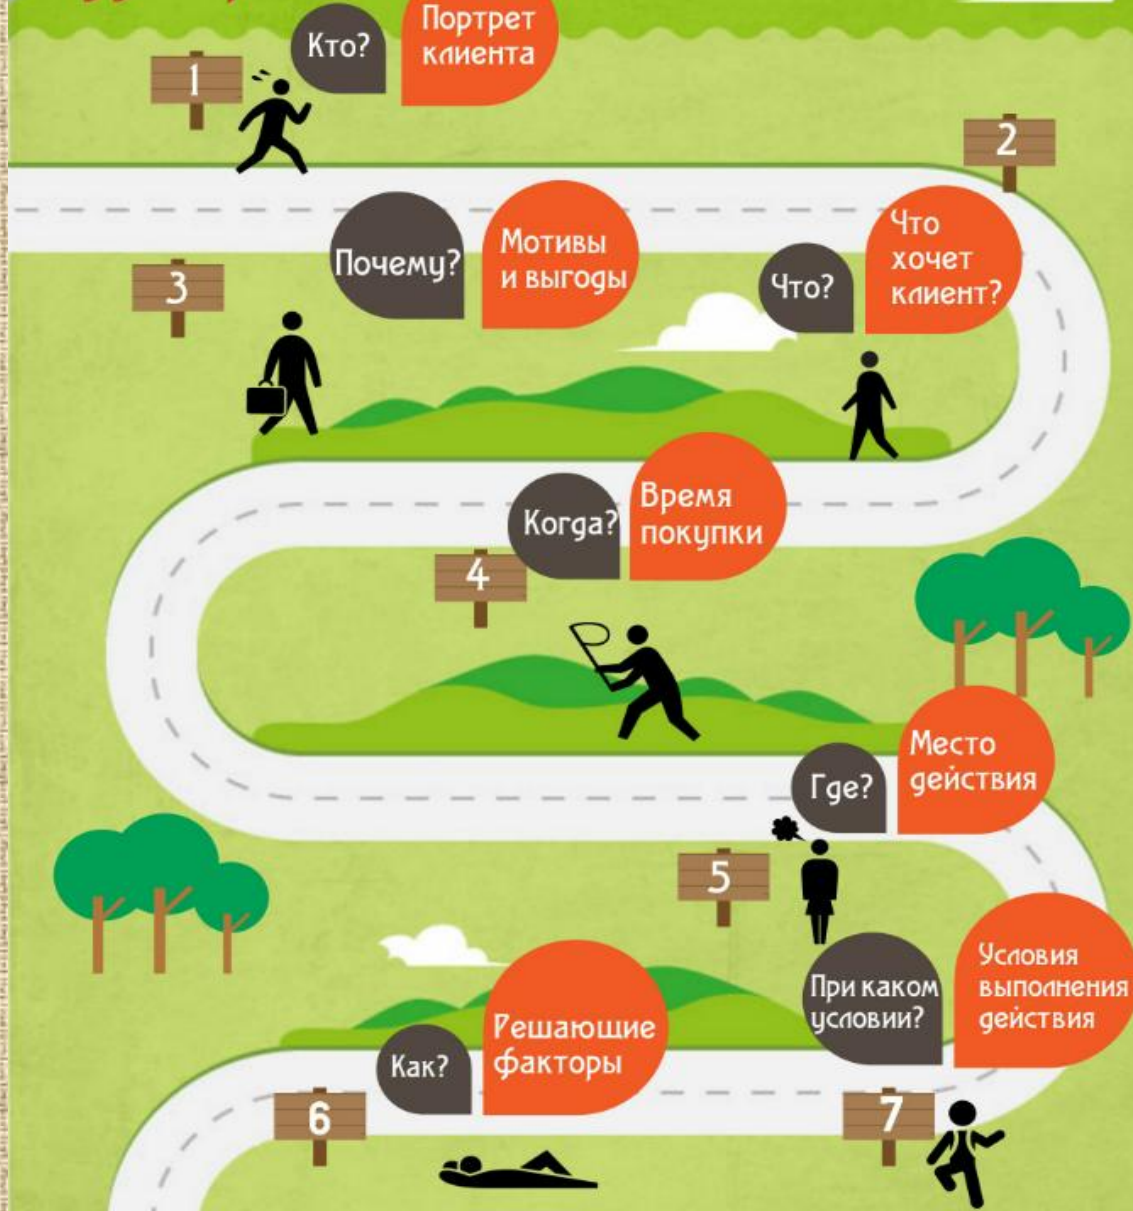 1
Кто?
Портрет
клиента
2
Что?
Что
хочет
клиент?
3
Почему?
Мотивы
и выгоды
4
Когда?
Время
покупки
5
Где?
Место
действия
6
Как?
Решающие
факторы
7
При каком
условии?
Условия
выполнения
действия